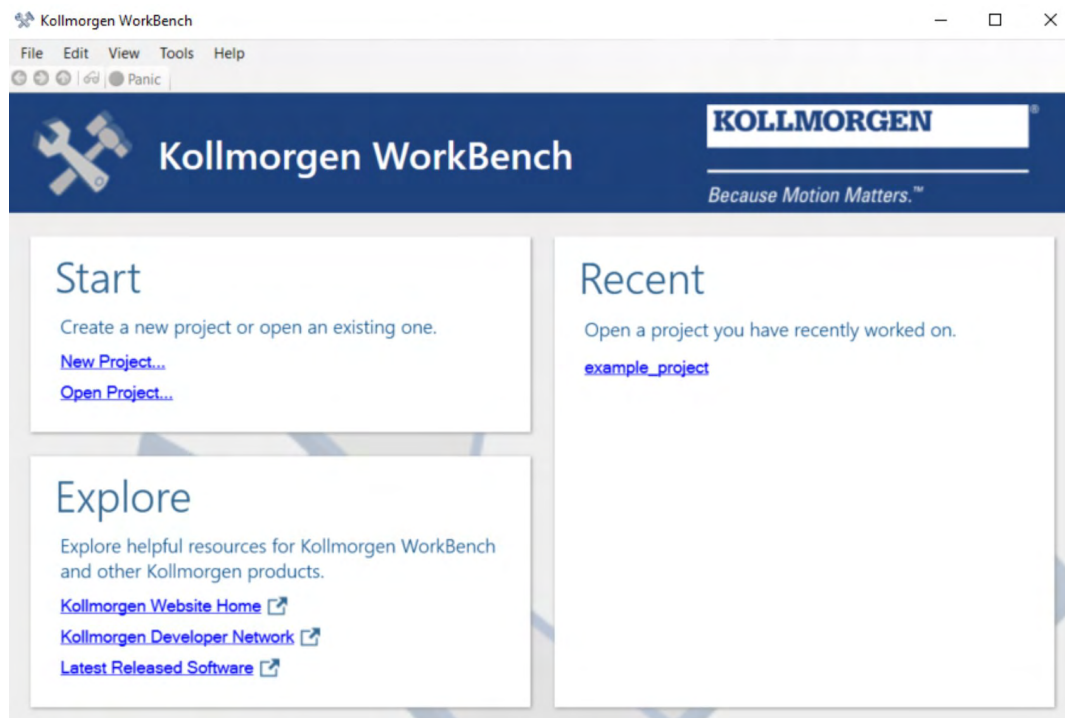 Kollmorgen WorkBench
File Edit View Tools Help
Panic
Kollmorgen WorkBench
KOLLMORGEN®
Because Motion Matters.™
Start
Create a new project or open an existing one.
New Project...
Open Project...
Recent
Open a project you have recently worked on.
example_project
Explore
Explore helpful resources for Kollmorgen WorkBench
and other Kollmorgen products.
Kollmorgen Website Home
Kollmorgen Developer Network
Latest Released Software